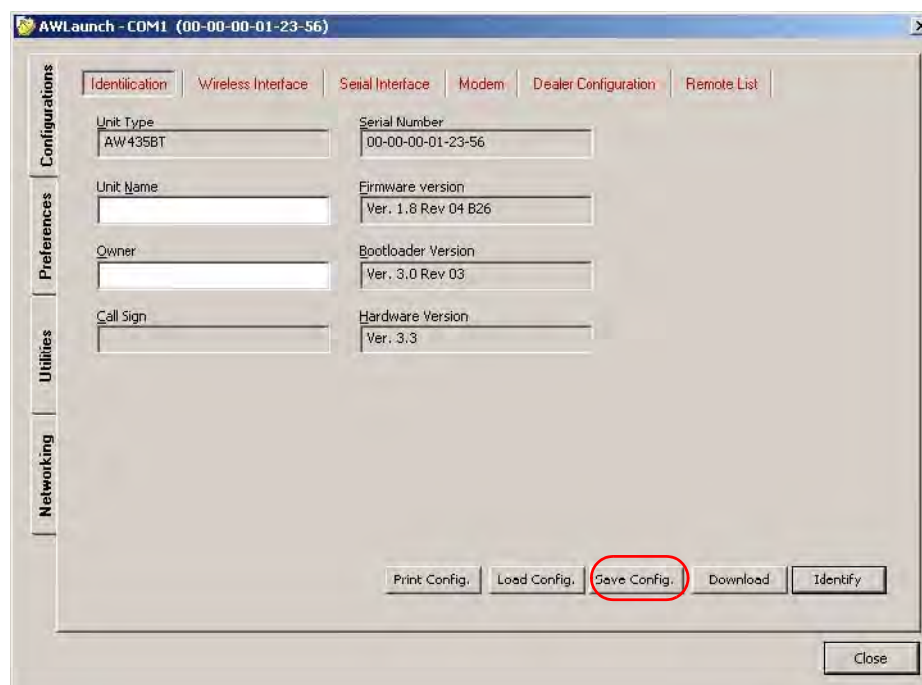 AWLaunch - COM1 (00-00-00-01-23-56)
Configurations
Preferences
Utilities
Networking
Identification Wireless Interface Serial Interface Modem Dealer Configuration Remote List
Unit Type Serial Number
AW435BT 00-00-00-01-23-56
Unit Name Firmware version
Ver. 1.8 Rev 04 B26
Owner Bootloader Version
Ver. 3.0 Rev 03
Call Sign Hardware Version
Ver. 3.3
Print Config. Load Config. Save Config. Download Identify
Close